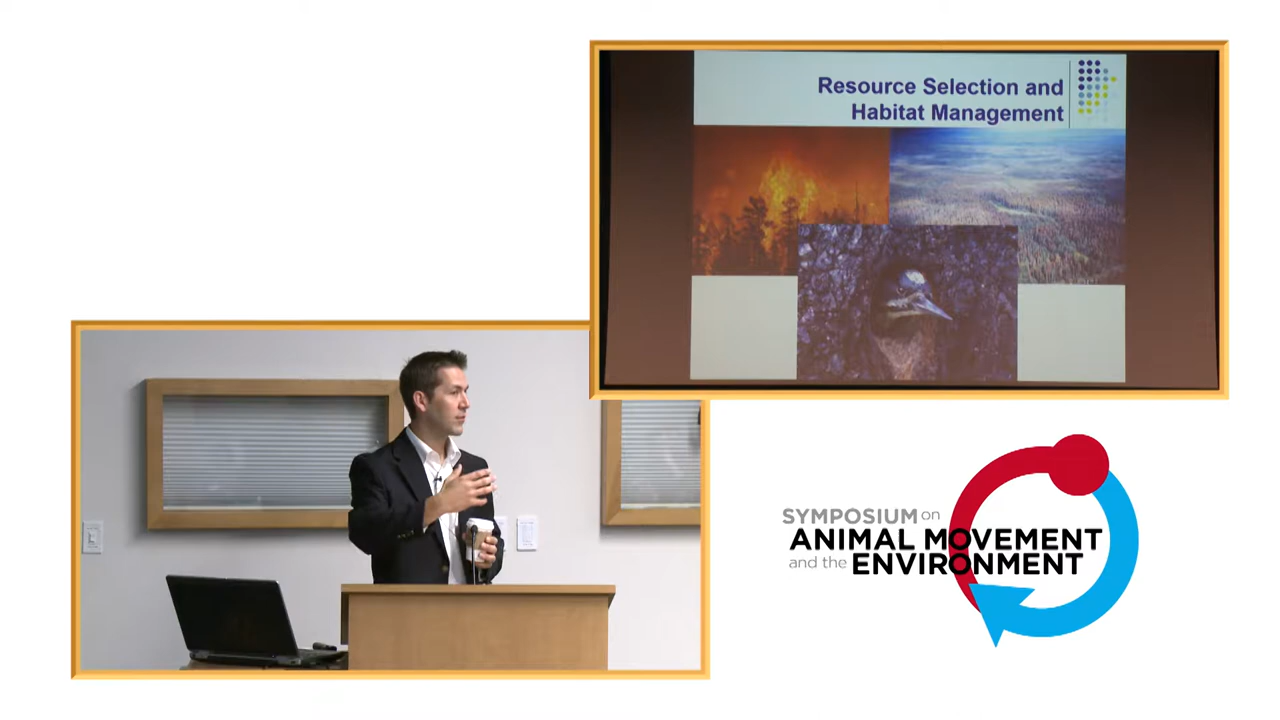 Resource Selection and
Habitat Management
SYMPOSIUM on
ANIMAL MOVEMENT
and the ENVIRONMENT